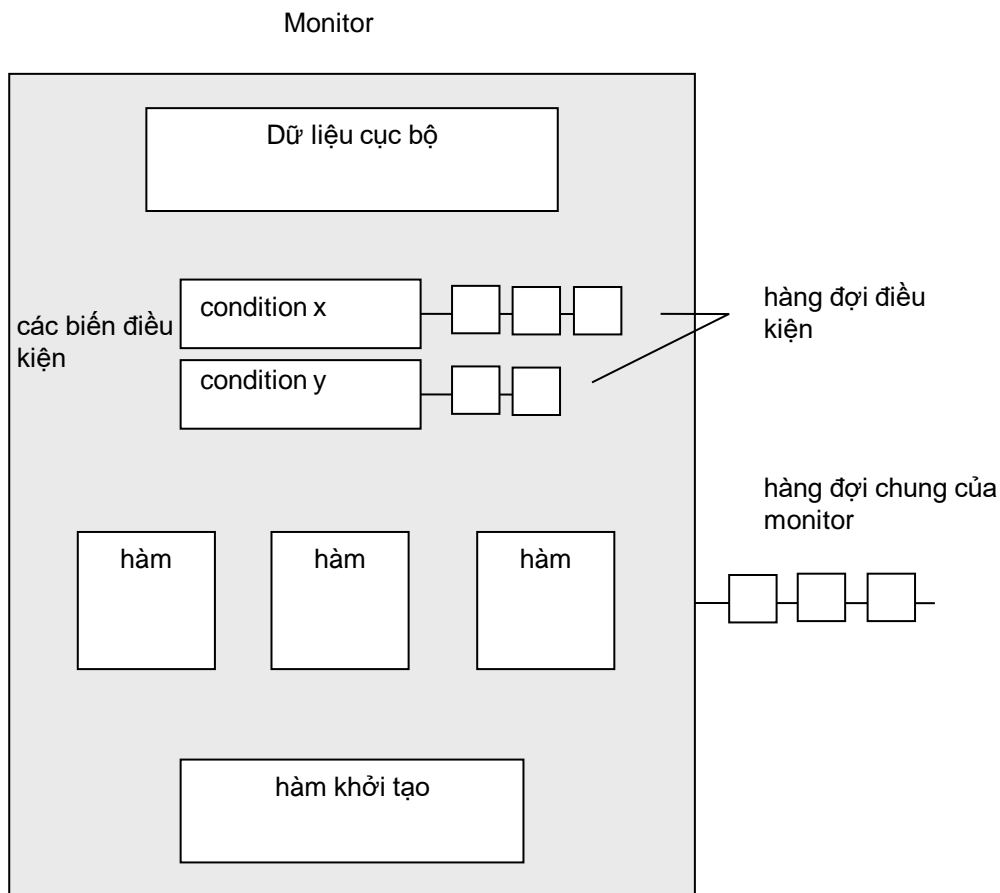 Monitor
Dữ liệu cục bộ
các biến điều
kiện
condition x
condition y
hàng đợi điều
kiện
hàng đợi chung của
monitor
hàm
hàm
hàm
hàm khởi tạo